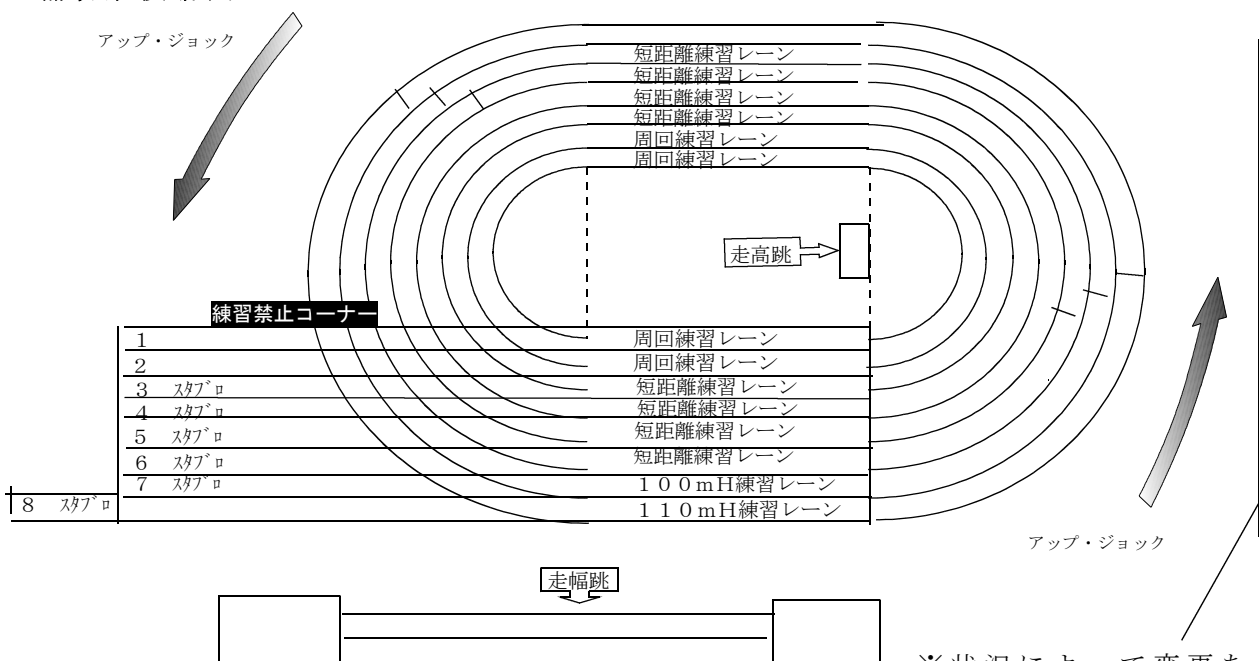 アップ・ジョック
短距離練習レーン
短距離練習レーン
短距離練習レーン
短距離練習レーン
周回練習レーン
周回練習レーン
走高跳
練習禁止コーナー
1 周回練習レーン
2 周回練習レーン
3 ｽﾀﾌﾞﾛ 短距離練習レーン
4 ｽﾀﾌﾞﾛ 短距離練習レーン
5 ｽﾀﾌﾞﾛ 短距離練習レーン
6 ｽﾀﾌﾞﾛ 短距離練習レーン
7 ｽﾀﾌﾞﾛ 100mH練習レーン
8 ｽﾀﾌﾞﾛ 110mH練習レーン
アップ・ジョック
走幅跳
※状況によって変更